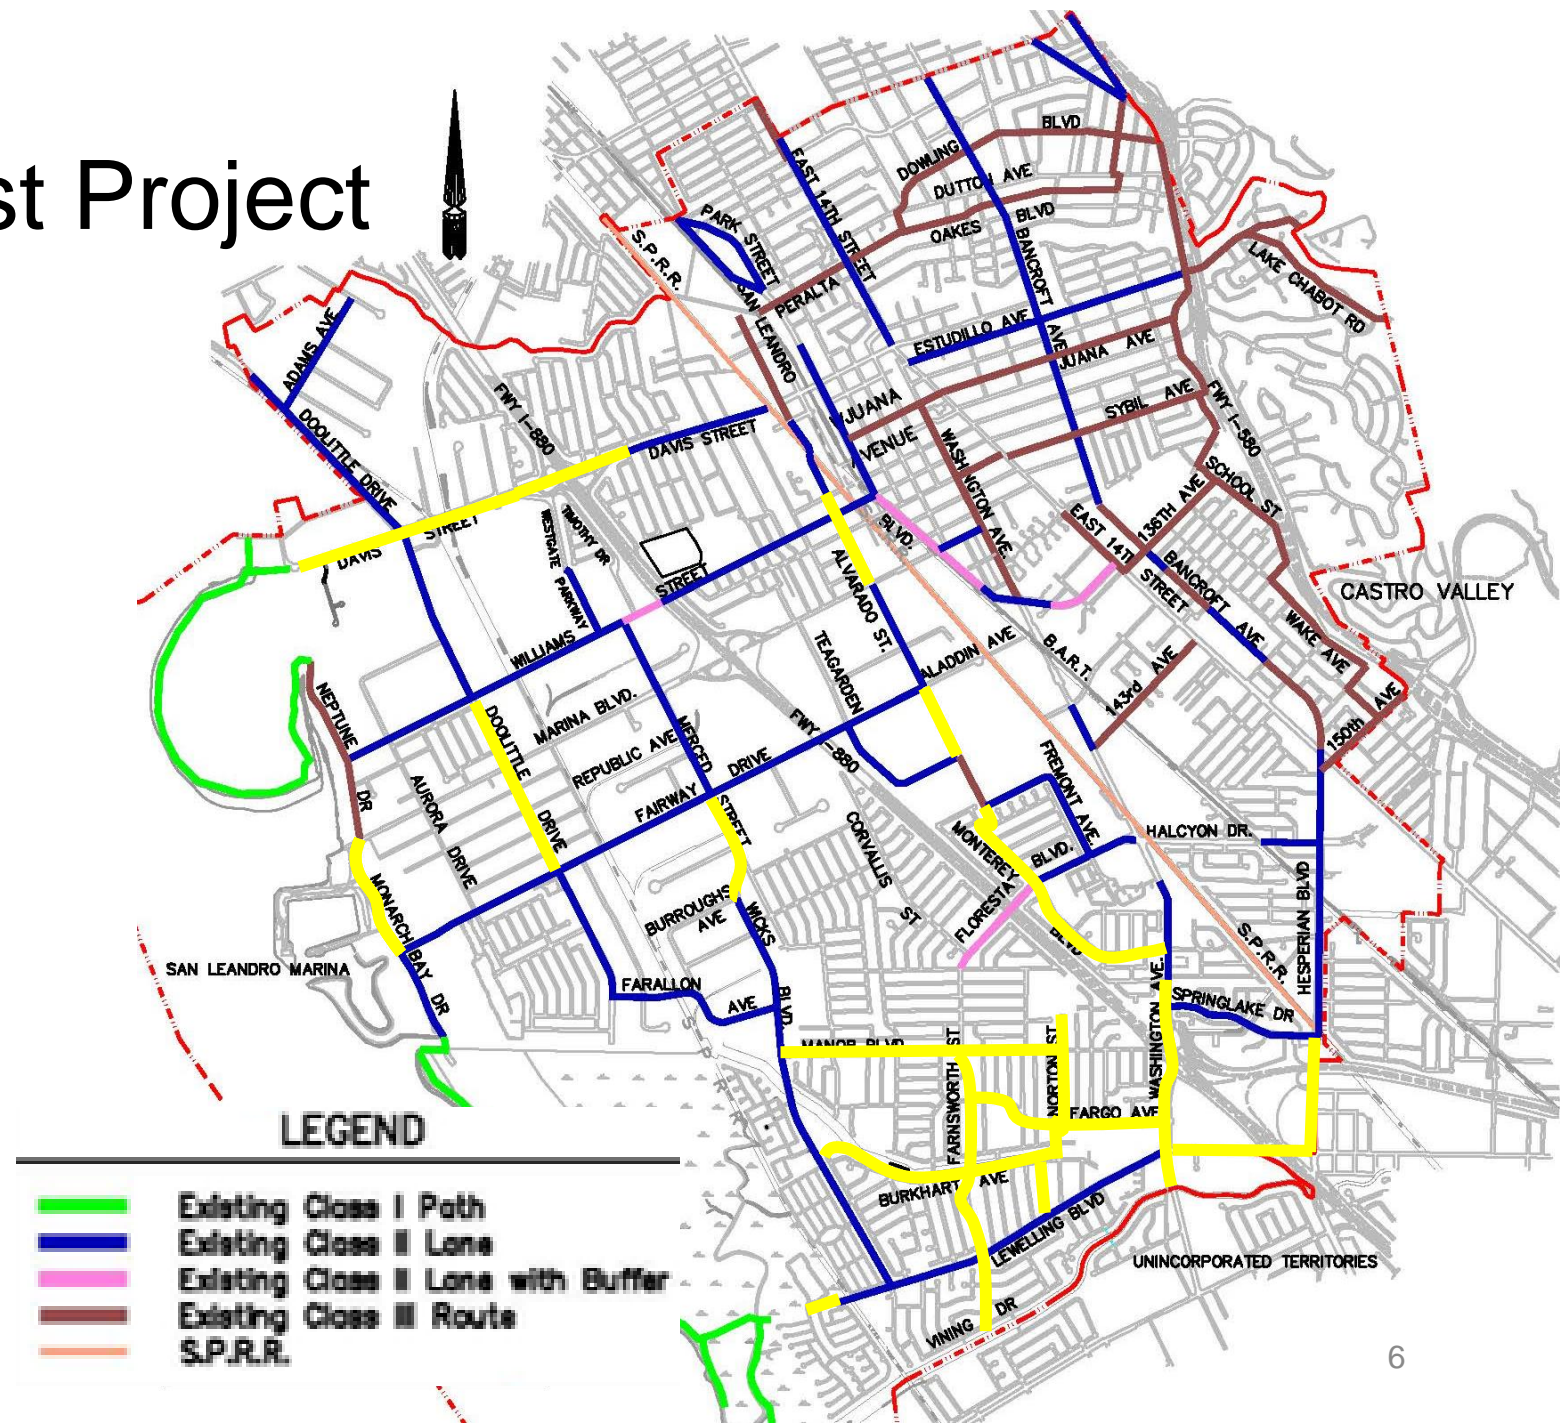 st Project
BLVD
DOWLING
DUTTON AVE
EAST 14TH STREET
PARK STREET
BLVD
OAKES
BANCROFT
AVE
S.P.R.R.
SAN LEANDRO
PERALTA
LAKE CHABOT RD
ADAMS AVE
ESTUDILLO AVE
JUANA AVE
FWY I-880
JUANA
AVENUE
SYBIL AVE
FWY I-580
DOOLITTLE DRIVE
DAVIS STREET
WASHINGTON AVE.
SCHOOL ST
136TH AVE
DAVIS STREET
WESTGATE PARKWAY
TIMOTHY DR
BLVD.
EAST 14TH
STREET
BANCROFT
AVE
CASTRO VALLEY
ALVARADO ST.
STREET
WILLIAMS
TEAGARDEN
ALADDIN AVE
B.A.R.T.
143rd AVE
WAKE AVE
150th AVE
NEPTUNE
DR
MARINA BLVD.
DOOLITTLE
DRIVE
REPUBLIC AVE
MERCED
STREET
DRIVE
FAIRWAY
FWY I-880
FREMONT AVE.
AURORA
DRIVE
HALCYON DR.
CORVALLIS
ST
MONTEREY
BLVD
BLVD.
FLORESTA
HESPERIAN BLVD
MONARCH BAY
DR
BURROUGHS
AVE
WICKS
BLVD.
S.P.R.R.
SAN LEANDRO MARINA
FARALLON
AVE
SPRINGLAKE DR
WASHINGTON AVE.
S P R R
MANOR BLVD
FARNSWORTH ST
NORTON ST
FARGO AVE
BURKHART AVE
LEWELLING BLVD
UNINCORPORATED TERRITORIES
VINING DR
LEGEND
Existing Class I Path
Existing Class II Lane
Existing Class II Lane with Buffer
Existing Class III Route
S.P.R.R.
6